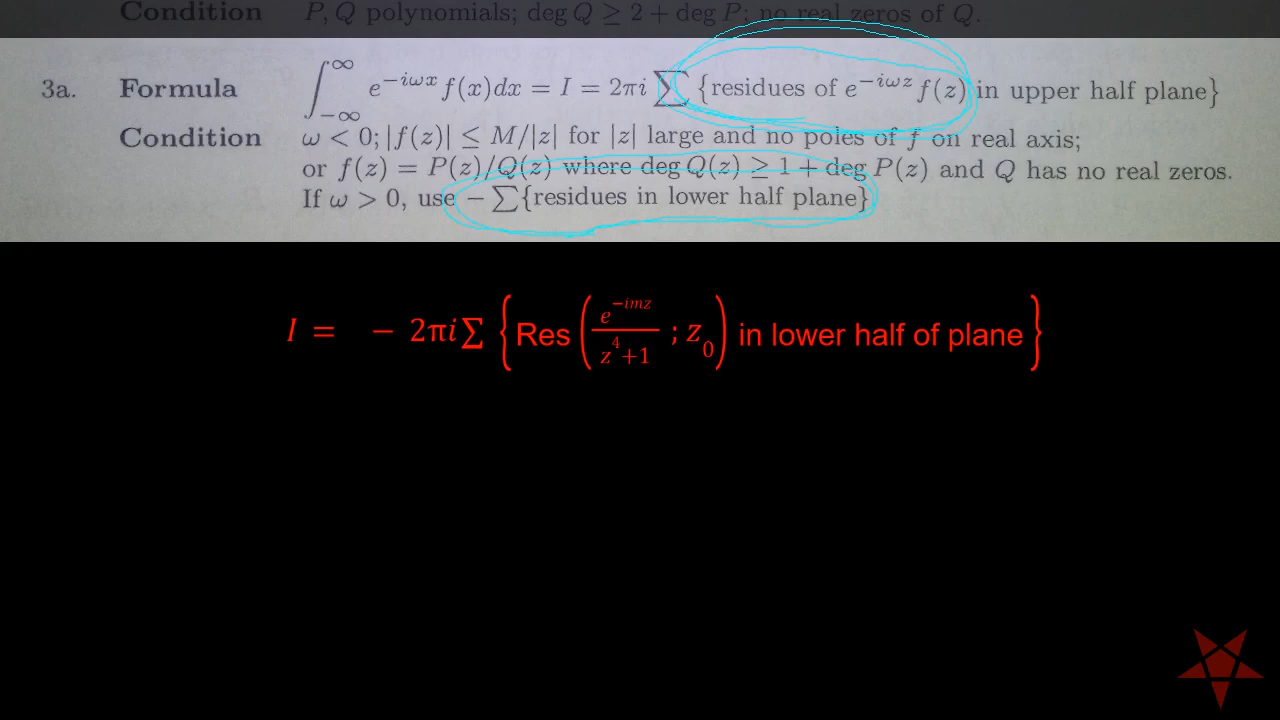 Condition P, Q polynomials; deg Q ≥ 2 + deg P; no real zeros of Q.
3a. Formula ∫_{−∞}^{∞} e^{−iωx} f(x)dx = I = 2πi ∑ {residues of e^{−iωz} f(z) in upper half plane}
Condition ω < 0; |f(z)| ≤ M/|z| for |z| large and no poles of f on real axis;
or f(z) = P(z)/Q(z) where deg Q(z) ≥ 1 + deg P(z) and Q has no real zeros.
If ω > 0, use − ∑{residues in lower half plane}
I = − 2πi∑ {Res (e^{−imz}/(z^4+1) ; z_0) in lower half of plane}